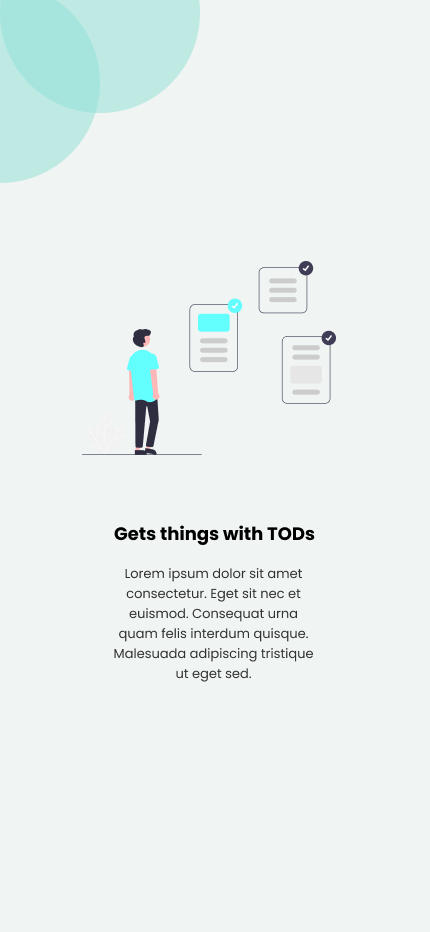 Gets things with TODs
Lorem ipsum dolor sit amet
consectetur. Eget sit nec et
euismod. Consequat urna
quam felis interdum quisque.
Malesuada adipiscing tristique
ut eget sed.